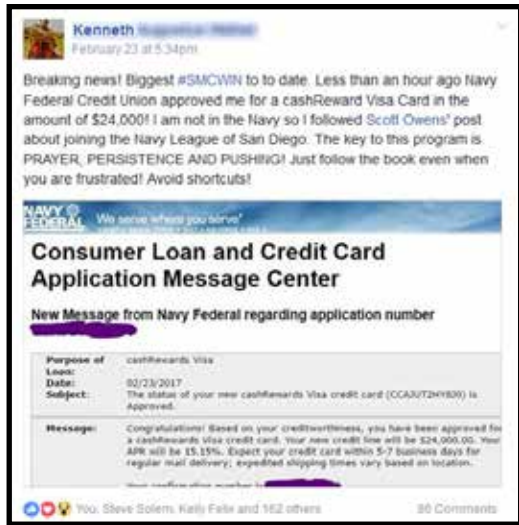 Kenneth
February 23 at 5:34pm
Breaking news! Biggest #SMCWIN to to date. Less than an hour ago Navy
Federal Credit Union approved me for a cashReward Visa Card in the
amount of $24,000! I am not in the Navy so I followed Scott Owens' post
about joining the Navy League of San Diego. The key to this program is
PRAYER, PERSISTENCE AND PUSHING! Just follow the book even when
you are frustrated! Avoid shortcuts!
NAVY
FEDERAL
We serve where you serve®
Consumer Loan and Credit Card
Application Message Center
New Message from Navy Federal regarding application number
Purpose of cashRewards Visa
Loan:
Date: 02/23/2017
Subject: The status of your new cashRewards Visa credit card is
Approved.
Message: Congratulations! Based on your creditworthiness, you have been approved for
a cashRewards Visa credit card. Your new credit line will be $24,000.00. Your
APR will be 15.15%. Expect your credit card within 5-7 business days for
regular mail delivery; expedited shipping times vary based on location.
Your confirmation number is
You, Steve Solem, Kelly Felix and 162 others
86 Comments